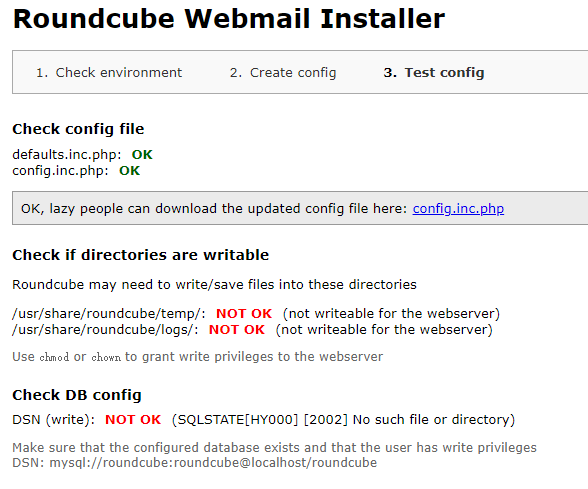 Roundcube Webmail Installer
1. Check environment 2. Create config 3. Test config
Check config file
defaults.inc.php: OK
config.inc.php: OK
OK, lazy people can download the updated config file here: config.inc.php
Check if directories are writable
Roundcube may need to write/save files into these directories
/usr/share/roundcube/temp/: NOT OK (not writeable for the webserver)
/usr/share/roundcube/logs/: NOT OK (not writeable for the webserver)
Use chmod or chown to grant write privileges to the webserver
Check DB config
DSN (write): NOT OK (SQLSTATE[HY000] [2002] No such file or directory)
Make sure that the configured database exists and that the user has write privileges
DSN: mysql://roundcube:roundcube@localhost/roundcube